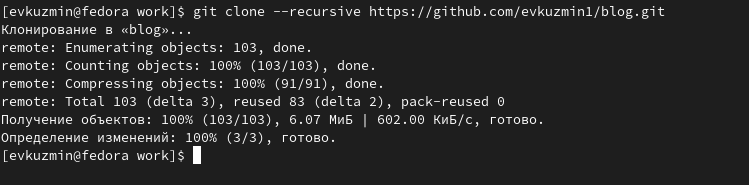 [evkuzmin@fedora work]$ git clone --recursive https://github.com/evkuzmin1/blog.git
Клонирование в «blog»...
remote: Enumerating objects: 103, done.
remote: Counting objects: 100% (103/103), done.
remote: Compressing objects: 100% (91/91), done.
remote: Total 103 (delta 3), reused 83 (delta 2), pack-reused 0
Получение объектов: 100% (103/103), 6.07 МиБ | 602.00 КиБ/с, готово.
Определение изменений: 100% (3/3), готово.
[evkuzmin@fedora work]$